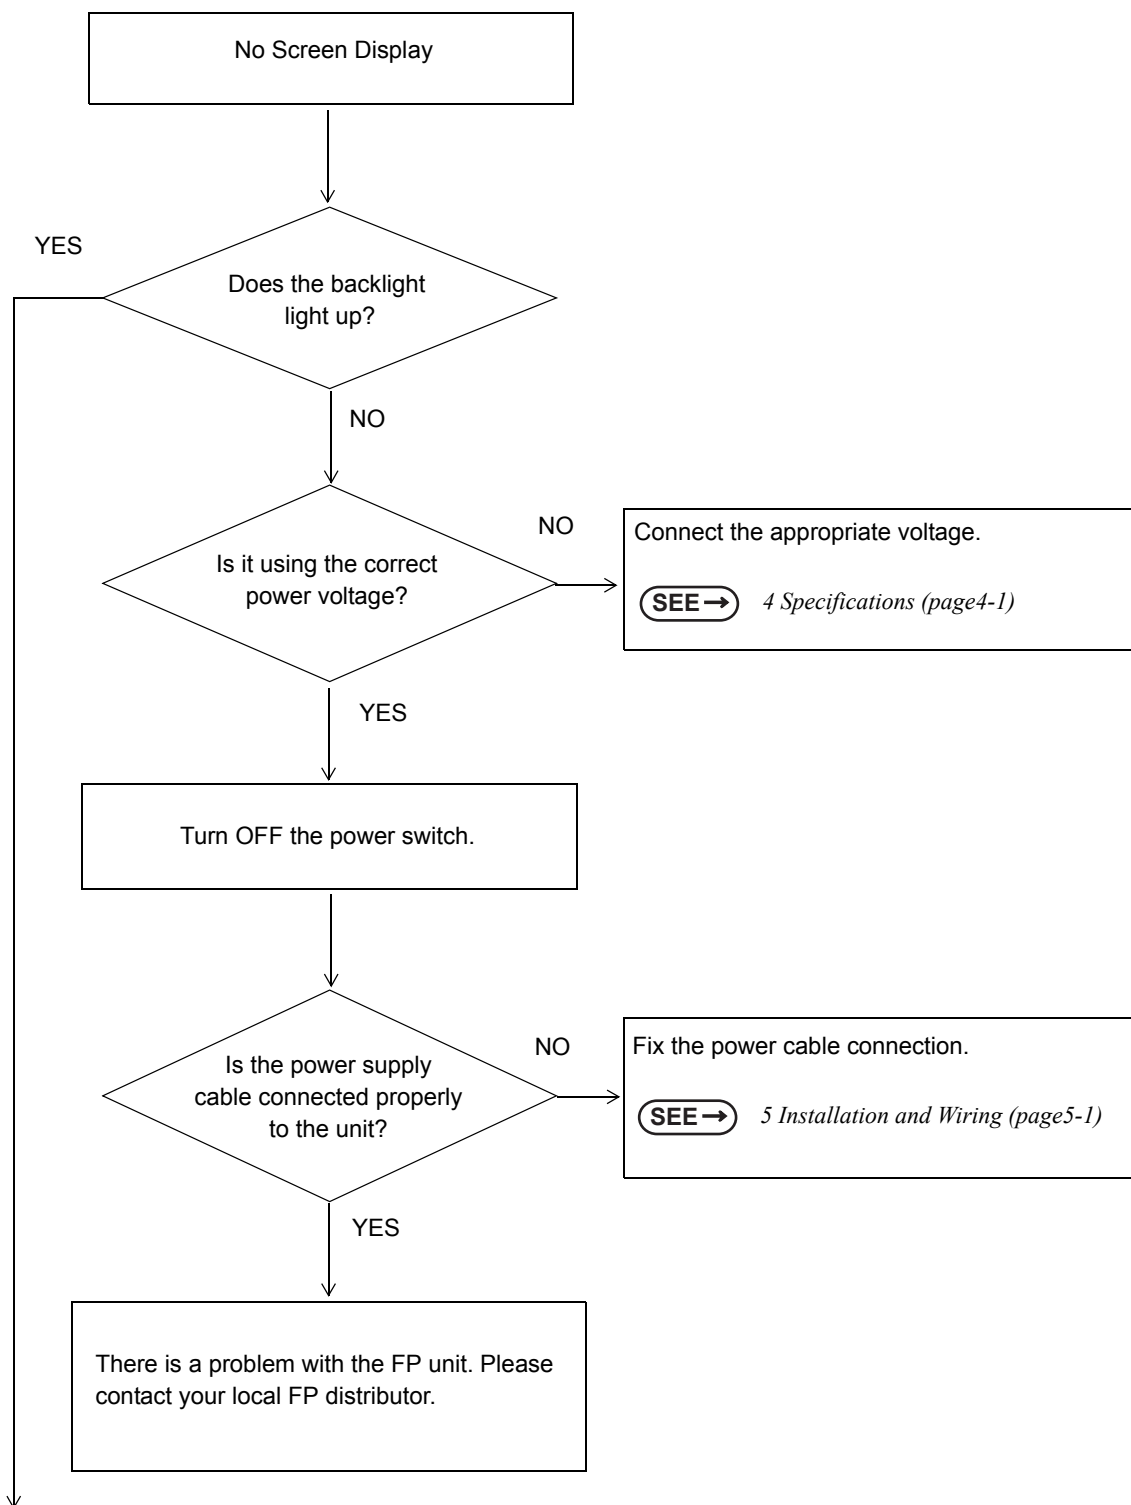 No Screen Display
YES
Does the backlight
light up?
NO
Is it using the correct
power voltage?
NO
Connect the appropriate voltage.
SEE→ 4 Specifications (page4-1)
YES
Turn OFF the power switch.
Is the power supply
cable connected properly
to the unit?
NO
Fix the power cable connection.
SEE→ 5 Installation and Wiring (page5-1)
YES
There is a problem with the FP unit. Please
contact your local FP distributor.